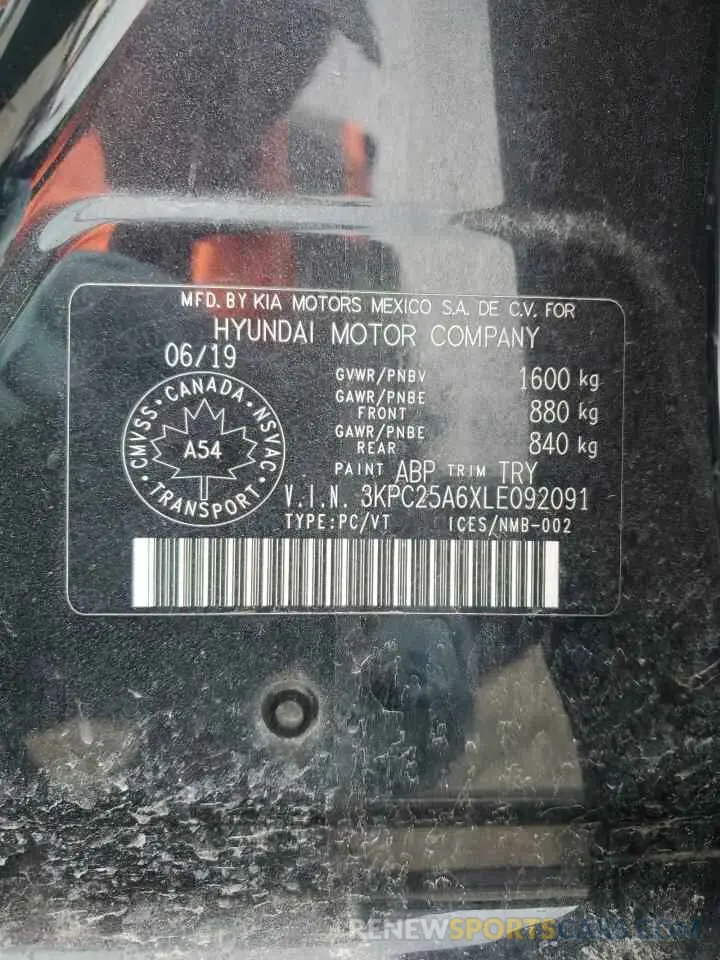 MFD. BY KIA MOTORS MEXICO S.A. DE C.V. FOR
HYUNDAI MOTOR COMPANY
06/19
GVWR/PNBV 1600 kg
GAWR/PNBE FRONT 880 kg
GAWR/PNBE REAR 840 kg
CMVSS · CANADA · NSVAC · TRANSPORT ·
A54
PAINT ABP TRIM TRY
V.I.N. 3KPC25A6XLE092091
TYPE:PC/VT ICES/NMB-002
RENEWSPORTSCARS.COM